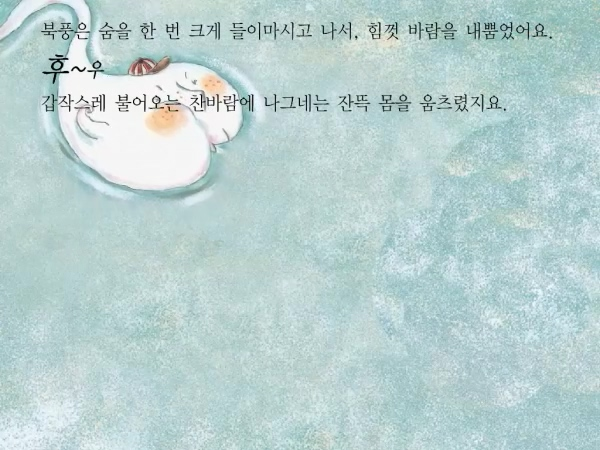 북풍은 숨을 한 번 크게 들이마시고 나서, 힘껏 바람을 내뿜었어요.
후~우
갑작스레 불어오는 찬바람에 나그네는 잔뜩 몸을 움츠렸지요.